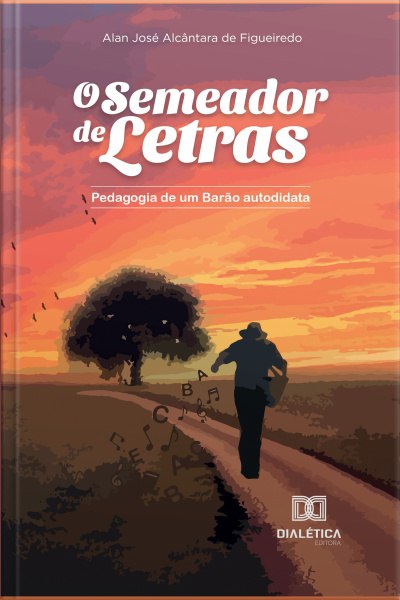 Alan José Alcântara de Figueiredo
O Semeador
de Letras
Pedagogia de um Barão autodidata
DIALÉTICA
EDITORA